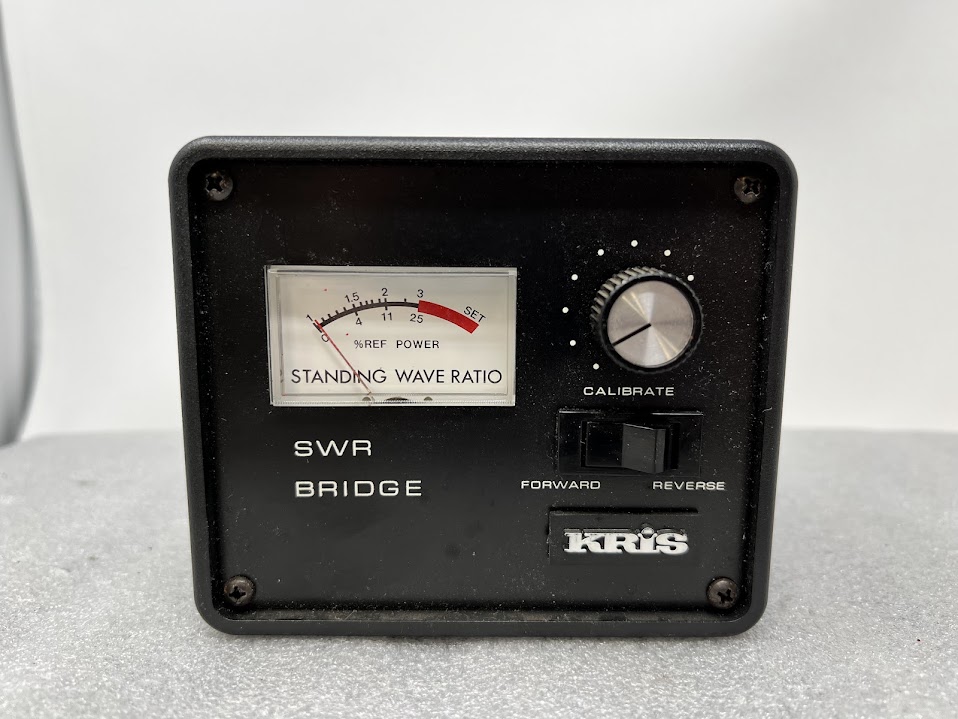 1 1.5 2 3 SET
0 4 11 25
%REF POWER
STANDING WAVE RATIO
CALIBRATE
SWR
BRIDGE
FORWARD REVERSE
KRIS